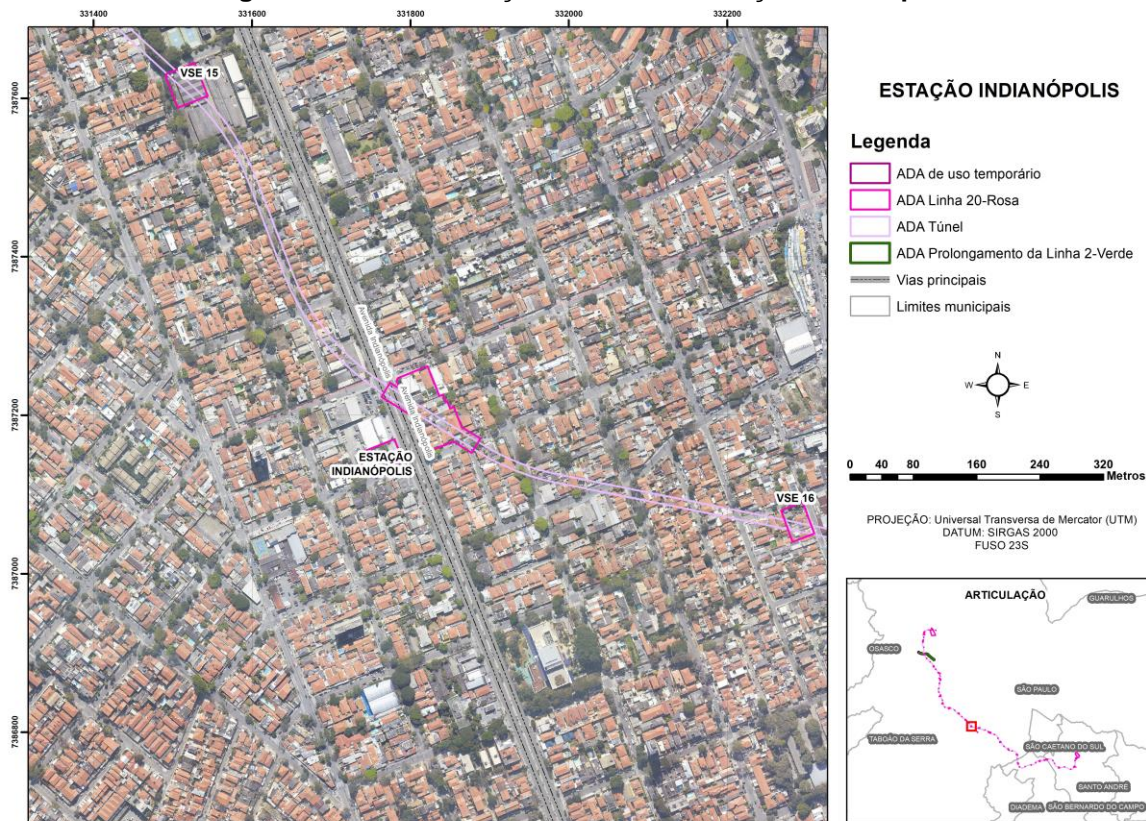 331400
331600
331800
332000
332200
7387600
7387400
7387200
7387000
7386800
VSE 15
Avenida Indianópolis
Avenida Indianópolis
ESTAÇÃO
INDIANÓPOLIS
VSE 16
ESTAÇÃO INDIANÓPOLIS
Legenda
ADA de uso temporário
ADA Linha 20-Rosa
ADA Túnel
ADA Prolongamento da Linha 2-Verde
Vias principais
Limites municipais
N
W
E
S
0 40 80 160 240 320
Metros
PROJEÇÃO: Universal Transversa de Mercator (UTM)
DATUM: SIRGAS 2000
FUSO 23S
ARTICULAÇÃO
GUARULHOS
OSASCO
SÃO PAULO
TABOÃO DA SERRA
SÃO CAETANO DO SUL
SANTO ANDRÉ
DIADEMA
SÃO BERNARDO DO CAMPO